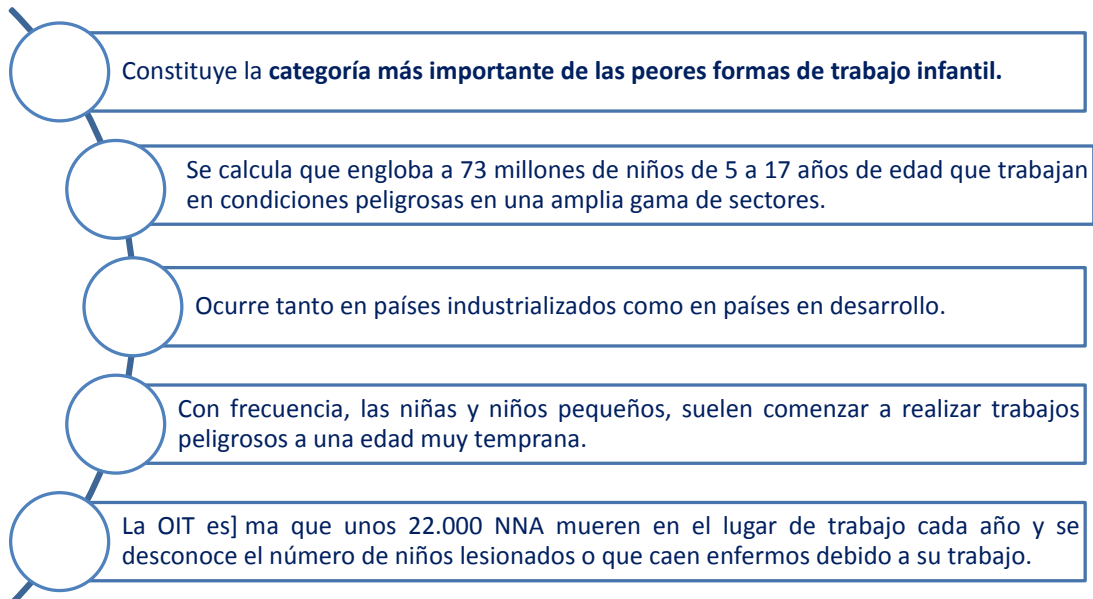 Constituye la categoría más importante de las peores formas de trabajo infantil.
Se calcula que engloba a 73 millones de niños de 5 a 17 años de edad que trabajan
en condiciones peligrosas en una amplia gama de sectores.
Ocurre tanto en países industrializados como en países en desarrollo.
Con frecuencia, las niñas y niños pequeños, suelen comenzar a realizar trabajos
peligrosos a una edad muy temprana.
La OIT es] ma que unos 22.000 NNA mueren en el lugar de trabajo cada año y se
desconoce el número de niños lesionados o que caen enfermos debido a su trabajo.